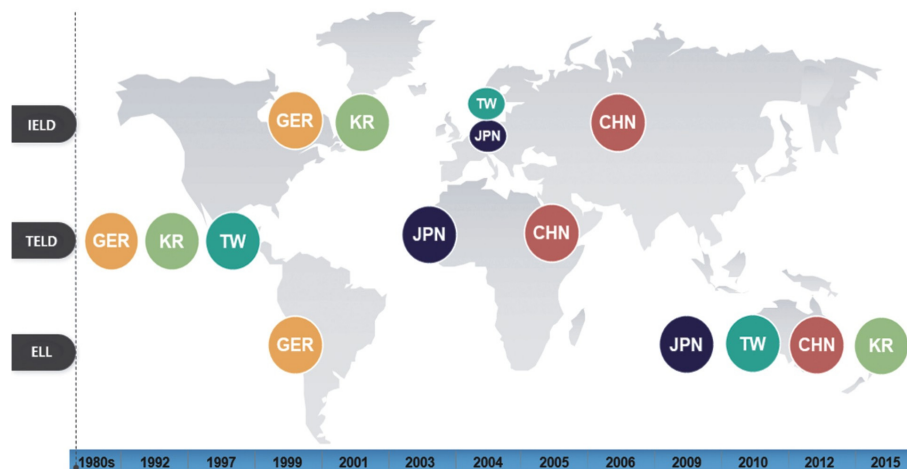 IELD GER KR TW JPN CHN
TELD GER KR TW JPN CHN
ELL GER JPN TW CHN KR
1980s 1992 1997 1999 2001 2003 2004 2005 2006 2009 2010 2012 2015